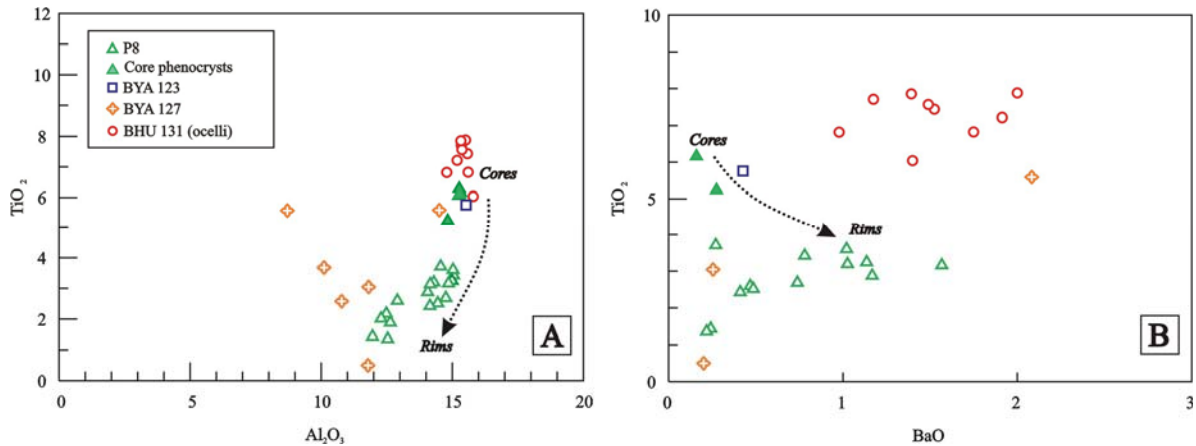 12
10
8
6
4
2
0
TiO2
P8
Core phenocrysts
BYA 123
BYA 127
BHU 131 (ocelli)
Cores
Rims
A
0 5 10 15 20
Al2O3
10
5
0
TiO2
Cores
Rims
B
1 2 3
BaO